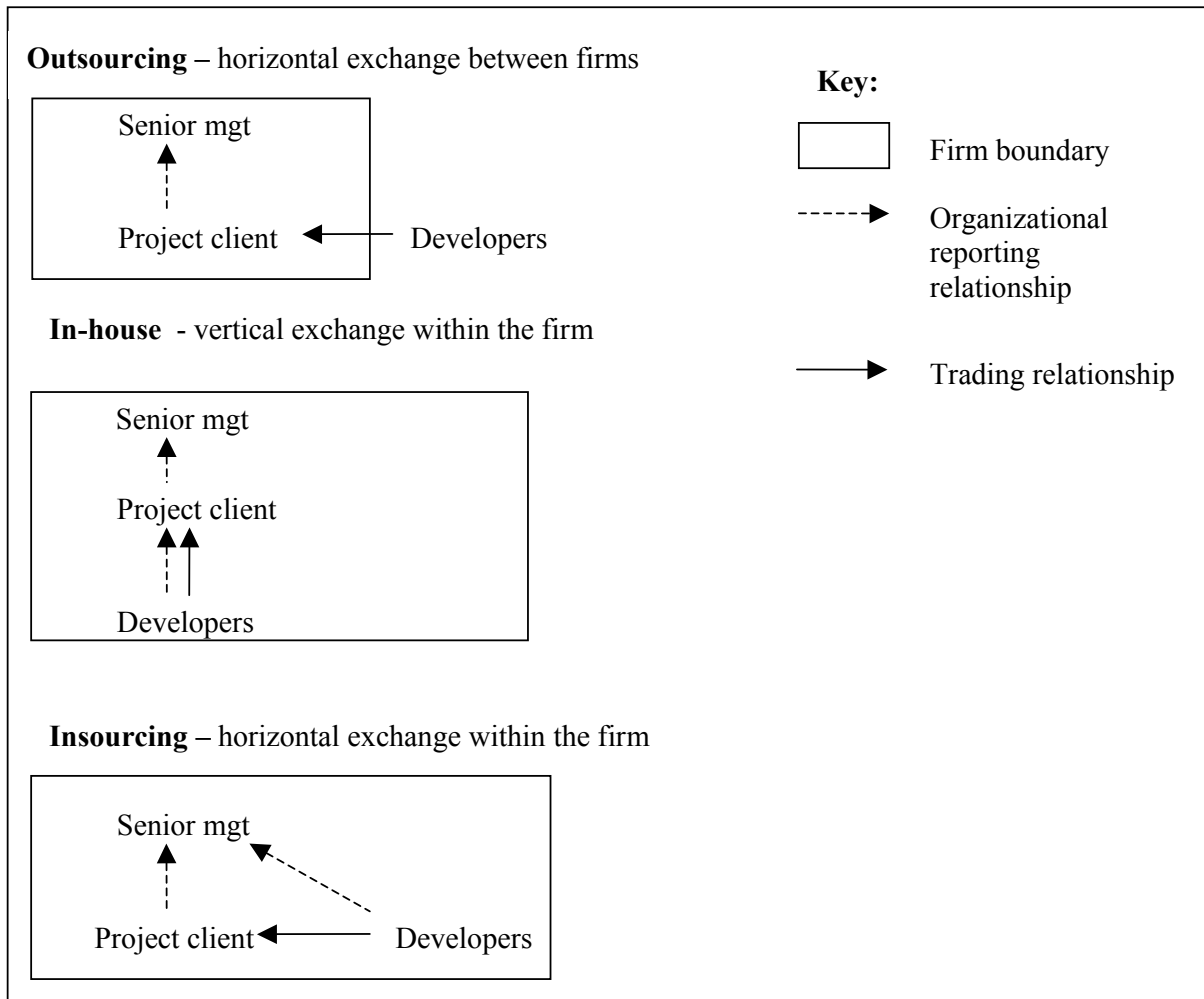 Outsourcing – horizontal exchange between firms
Senior mgt
Project client
Developers
In-house - vertical exchange within the firm
Senior mgt
Project client
Developers
Insourcing – horizontal exchange within the firm
Senior mgt
Project client
Developers
Key:
Firm boundary
Organizational
reporting
relationship
Trading relationship